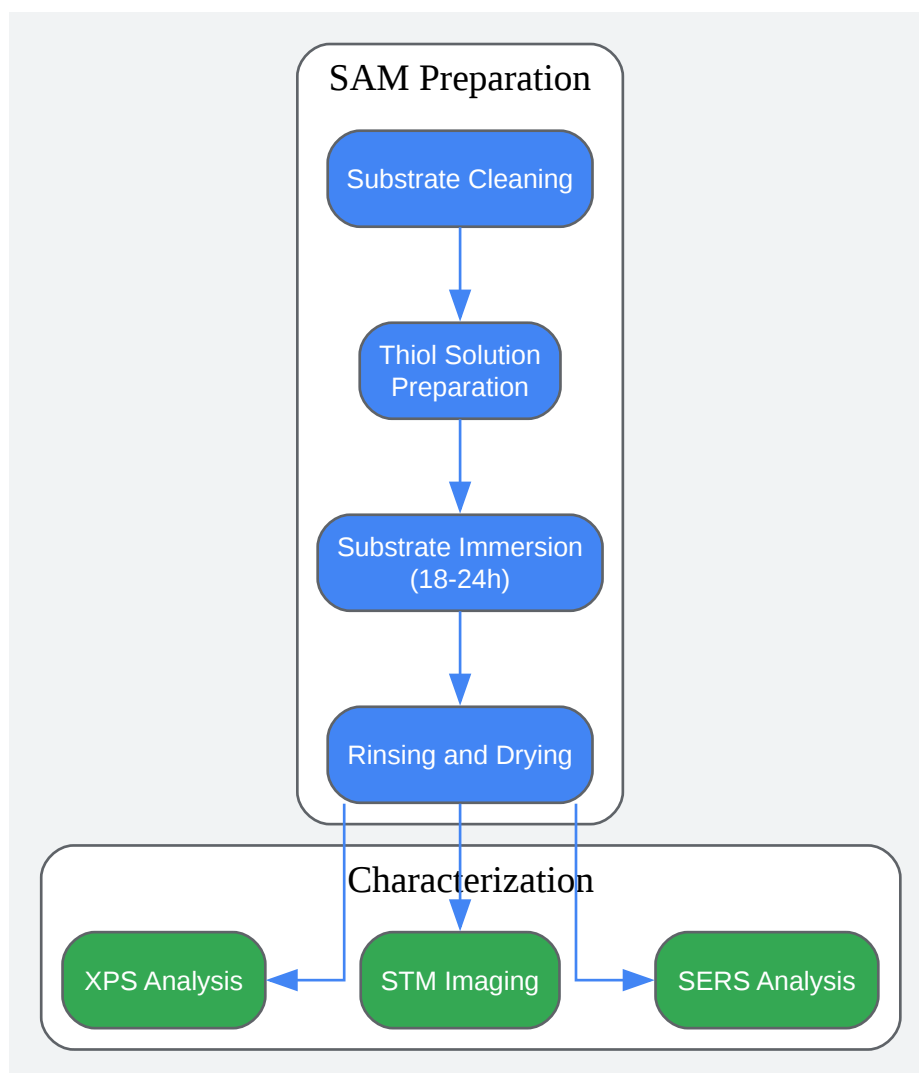 SAM Preparation
Substrate Cleaning
Thiol Solution
Preparation
Substrate Immersion
(18-24h)
Rinsing and Drying
Characterization
XPS Analysis
STM Imaging
SERS Analysis